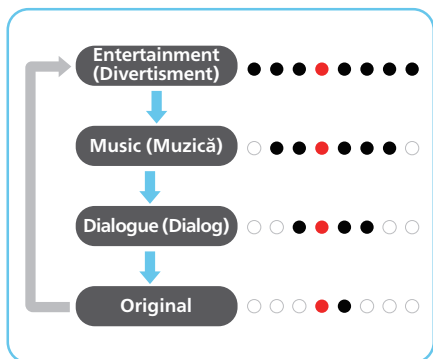 Entertainment
(Divertisment)
Music (Muzică)
Dialogue (Dialog)
Original